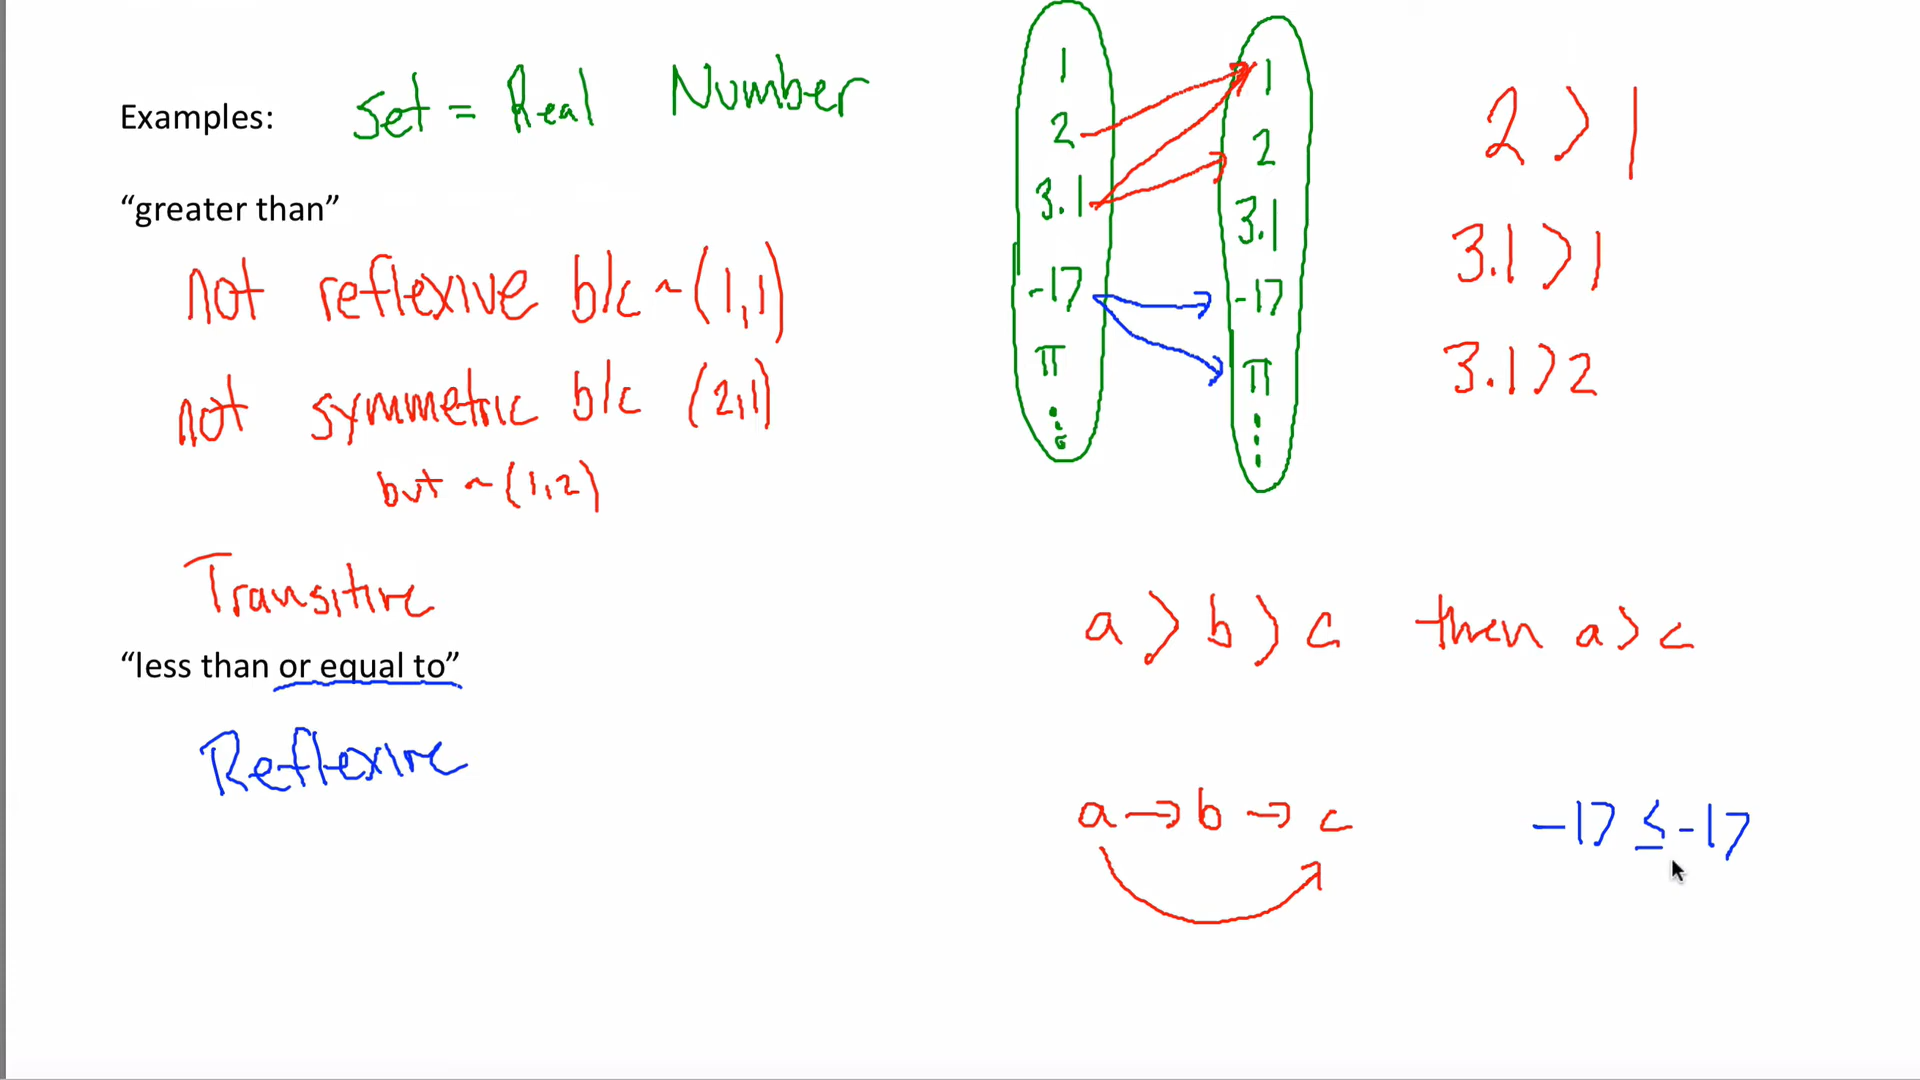 Examples: Set = Real Number
“greater than”
not reflexive b/c ~(1,1)
not symmetric b/c (2,1)
but ~(1,2)
Transitive
“less than or equal to”
Reflexive
1
2
3.1
-17
π
1
2
3.1
-17
π
2 > 1
3.1 > 1
3.1 > 2
a > b > c then a > c
a → b → c
-17 ≤ -17